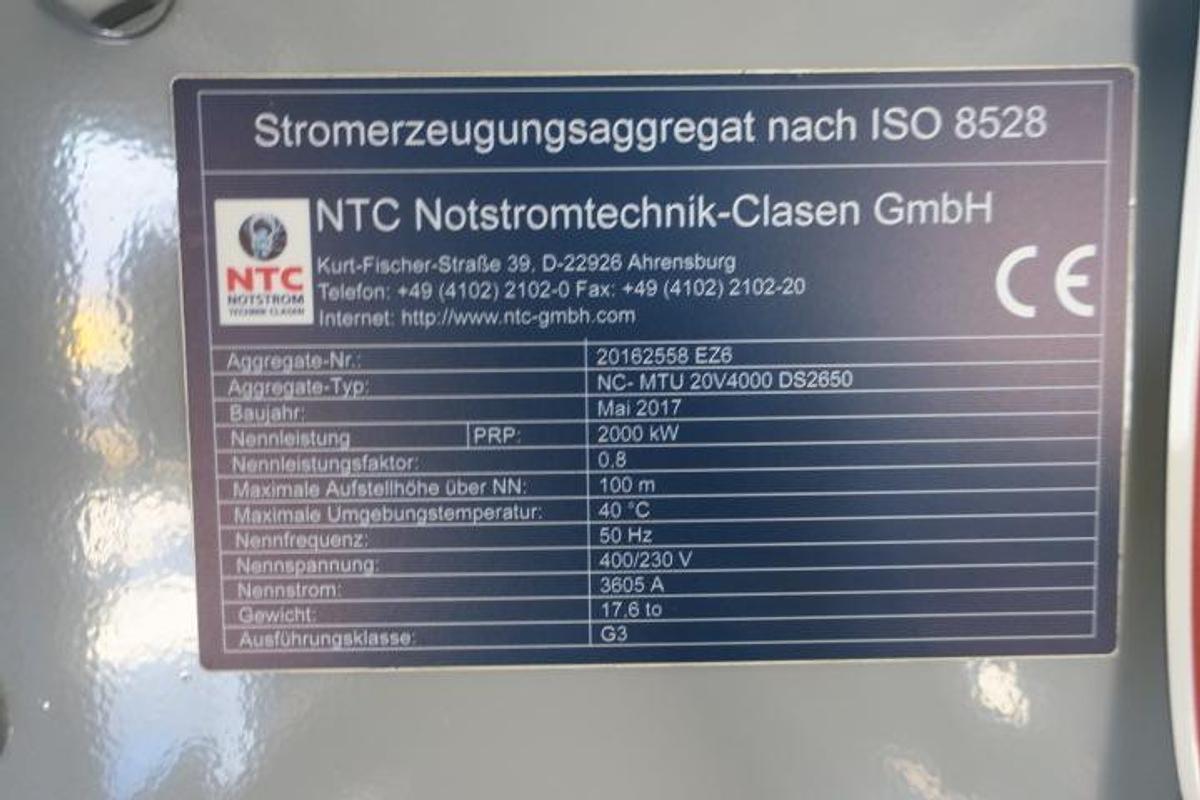 Stromerzeugungsaggregat nach ISO 8528
NTC Notstromtechnik-Clasen GmbH
NTC
NOTSTROM
TECHNIK CLASEN
Kurt-Fischer-Straße 39, D-22926 Ahrensburg
Telefon: +49 (4102) 2102-0 Fax: +49 (4102) 2102-20
Internet: http://www.ntc-gmbh.com
CE
Aggregate-Nr.: 20162558 EZ6
Aggregate-Typ: NC- MTU 20V4000 DS2650
Baujahr: Mai 2017
Nennleistung PRP: 2000 kW
Nennleistungsfaktor: 0,8
Maximale Aufstellhöhe über NN: 100 m
Maximale Umgebungstemperatur: 40 °C
Nennfrequenz: 50 Hz
Nennspannung: 400/230 V
Nennstrom: 3605 A
Gewicht: 17,6 to
Ausführungsklasse: G3